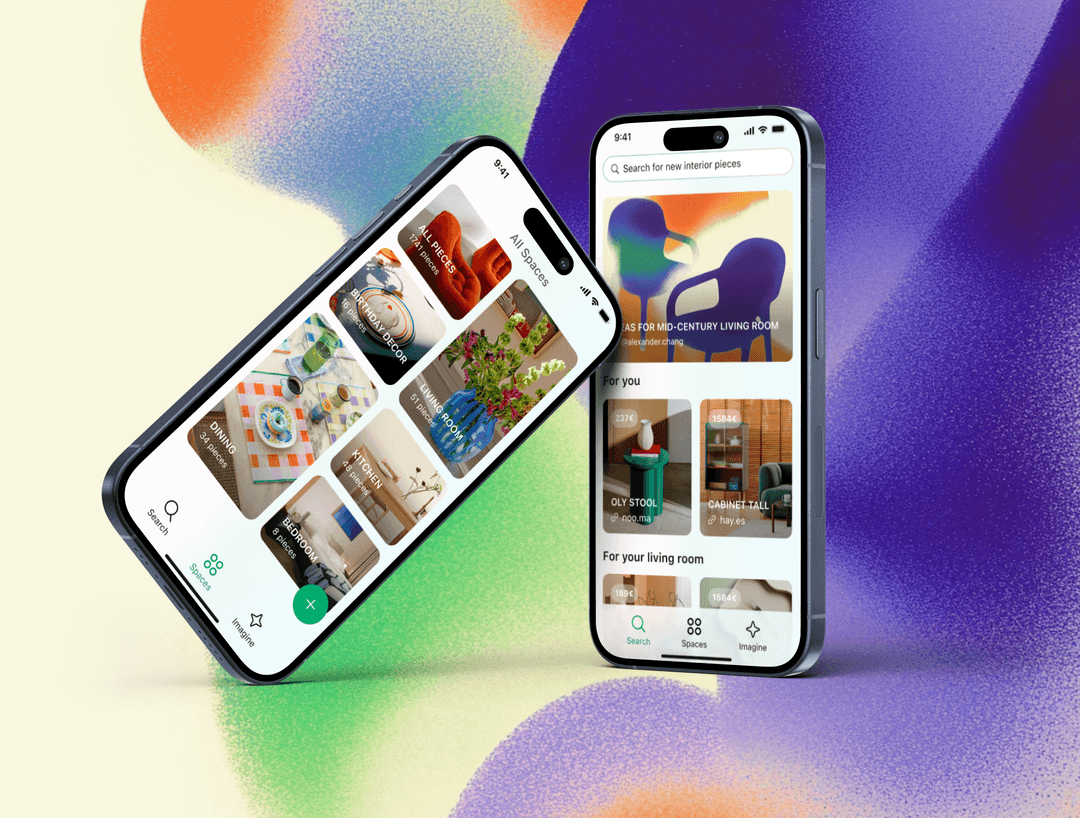 9:41
All Spaces
ALL PIECES
1741 pieces
BIRTHDAY DECOR
16 pieces
LIVING ROOM
51 pieces
DINING
34 pieces
KITCHEN
48 pieces
BEDROOM
8 pieces
Search
Spaces
Imagine
9:41
Search for new interior pieces
EAS FOR MID-CENTURY LIVING ROOM
@alexander.chang
For you
237€
OLY STOOL
noo.ma
1584€
CABINET TALL
hay.es
For your living room
189€
1584€
Search
Spaces
Imagine